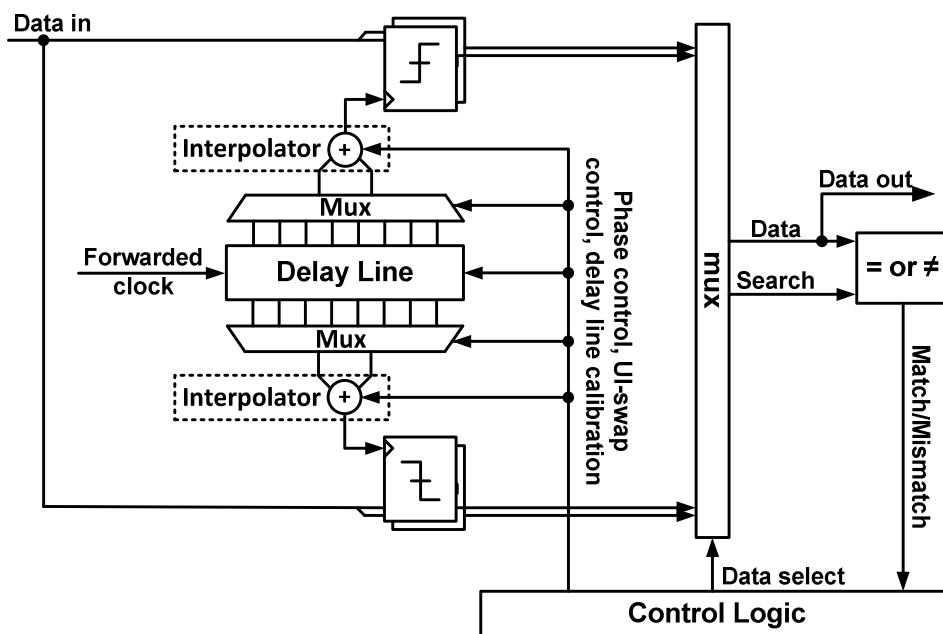 Data in
Interpolator
+
Mux
Forwarded
clock
Delay Line
Mux
Interpolator
+
Phase control, UI-swap
control, delay line calibration
mux
Data out
Data
Search
= or ≠
Match/Mismatch
Data select
Control Logic